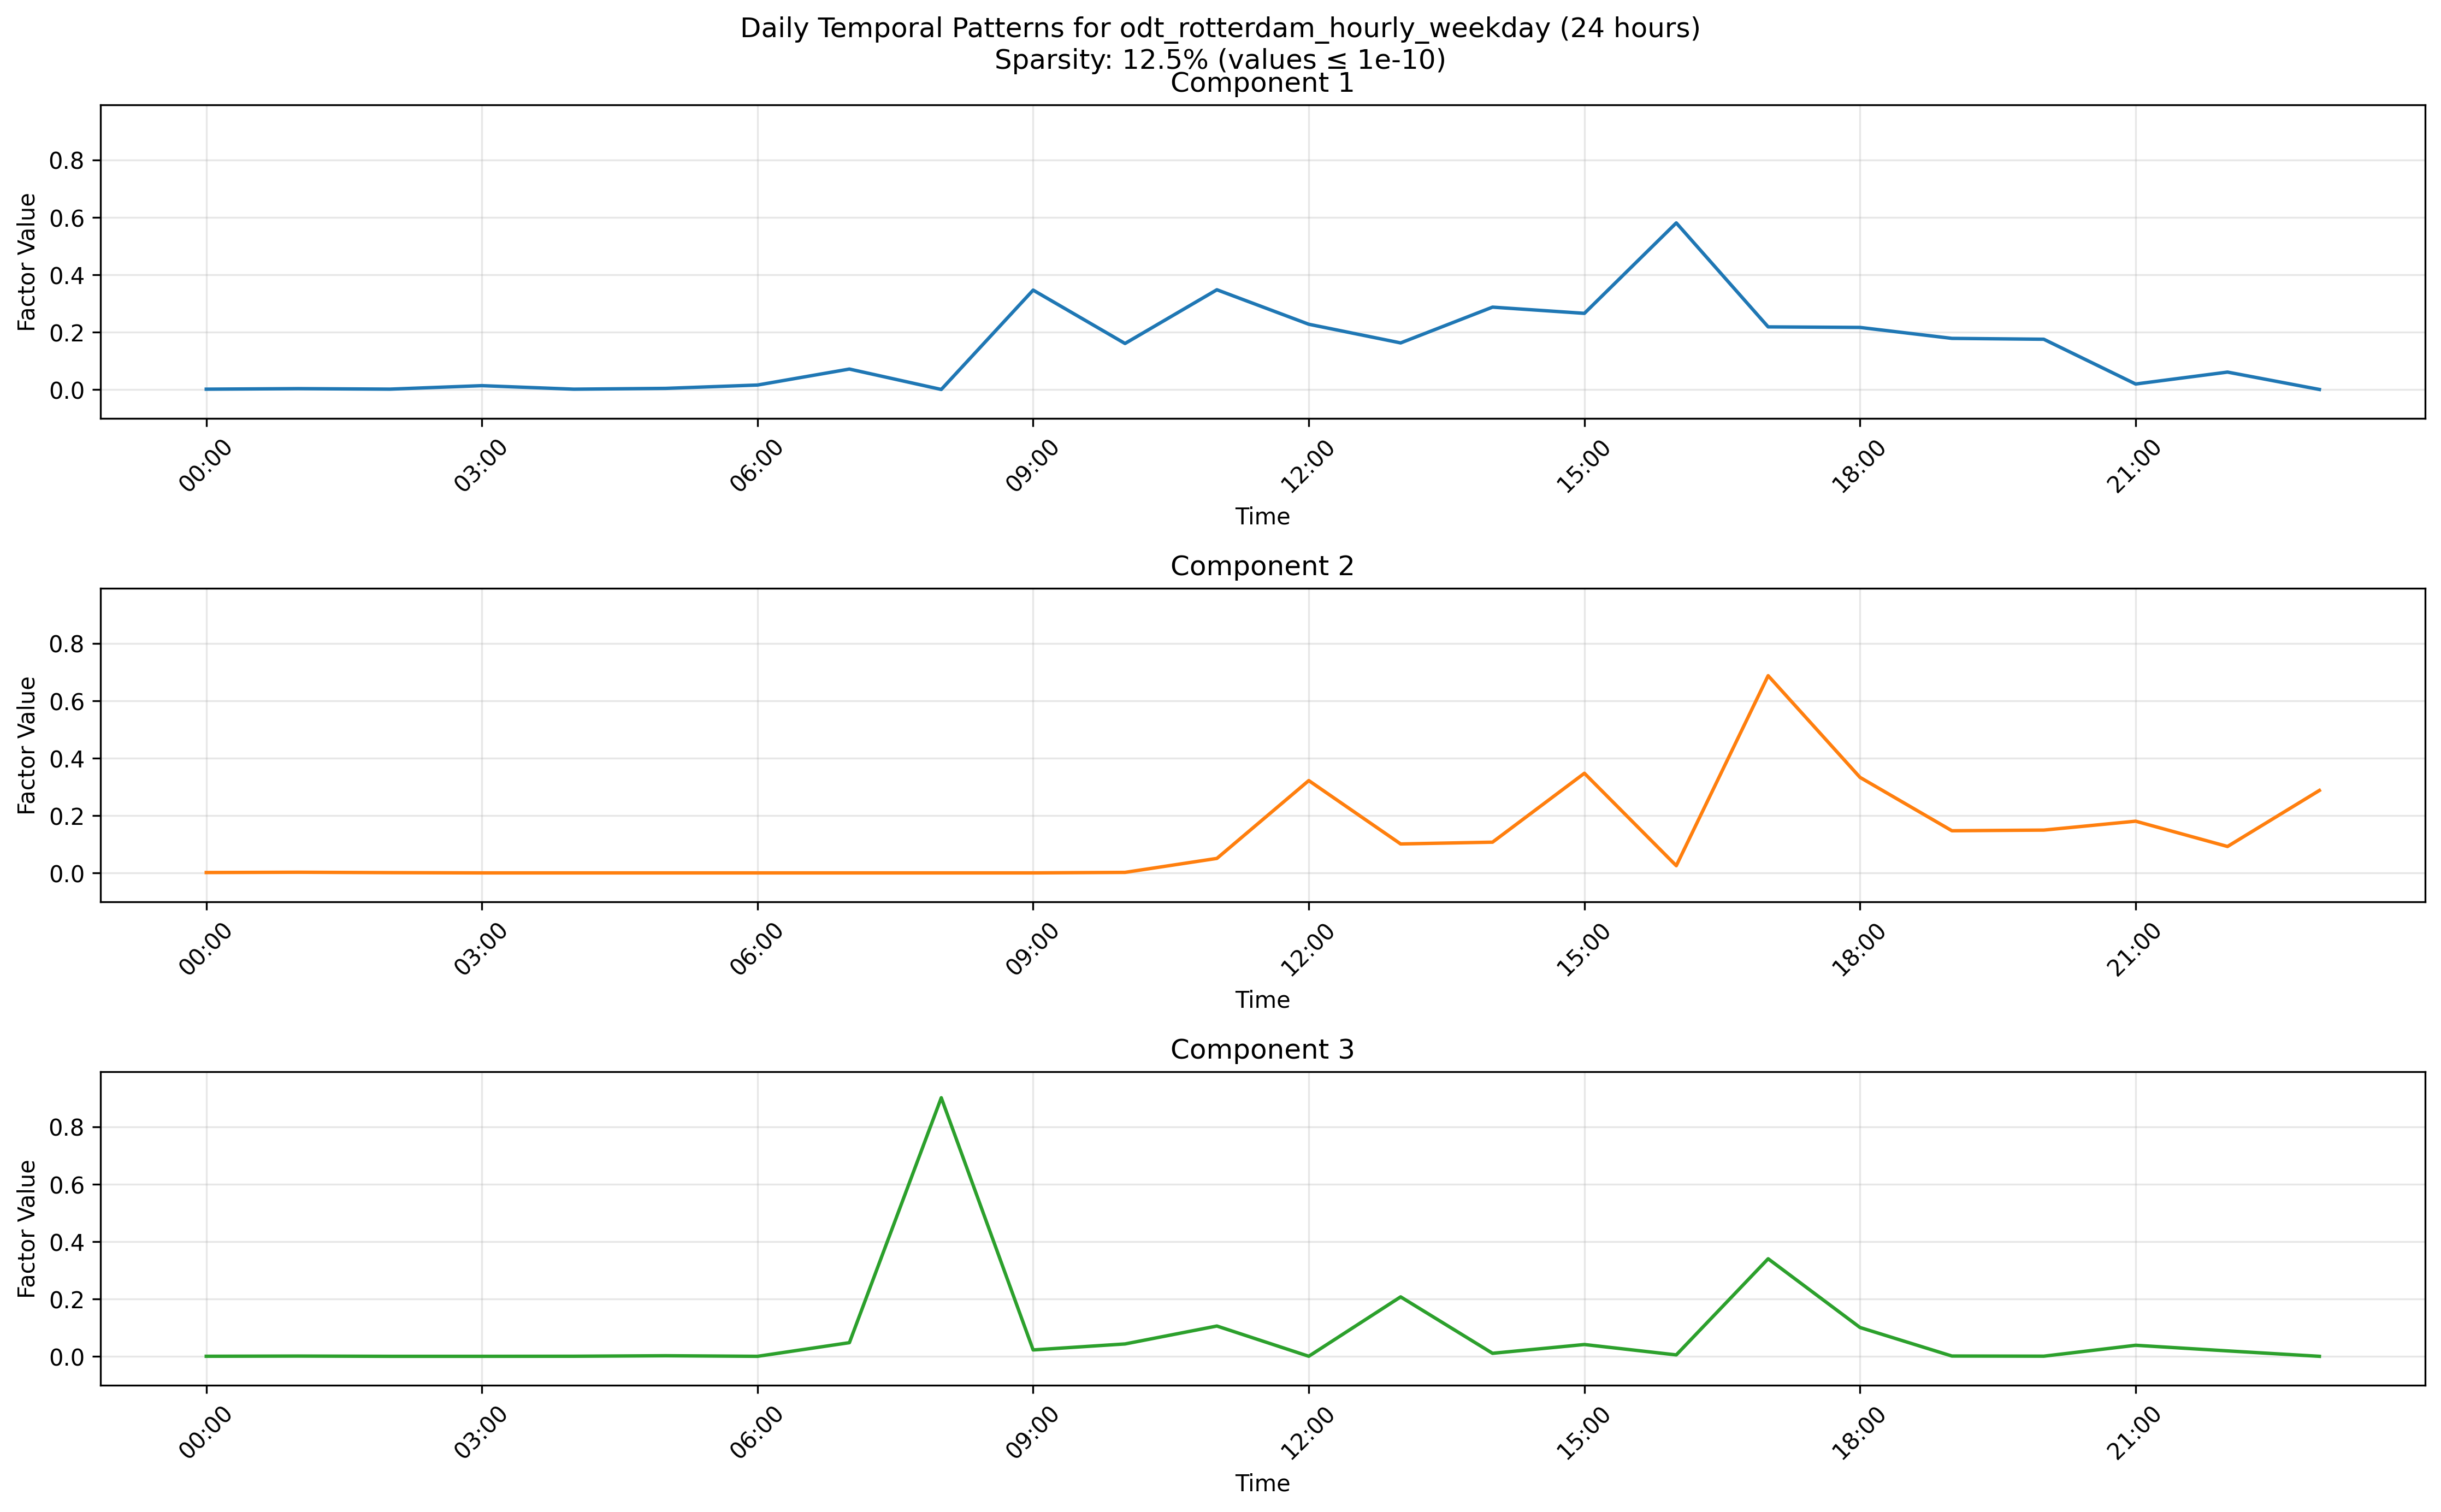 Daily Temporal Patterns for odt_rotterdam_hourly_weekday (24 hours)
Sparsity: 12.5% (values ≤ 1e-10)
Component 1
Factor Value
0.8
0.6
0.4
0.2
0.0
00:00 03:00 06:00 09:00 12:00 15:00 18:00 21:00
Time
Component 2
Factor Value
0.8
0.6
0.4
0.2
0.0
00:00 03:00 06:00 09:00 12:00 15:00 18:00 21:00
Time
Component 3
Factor Value
0.8
0.6
0.4
0.2
0.0
00:00 03:00 06:00 09:00 12:00 15:00 18:00 21:00
Time